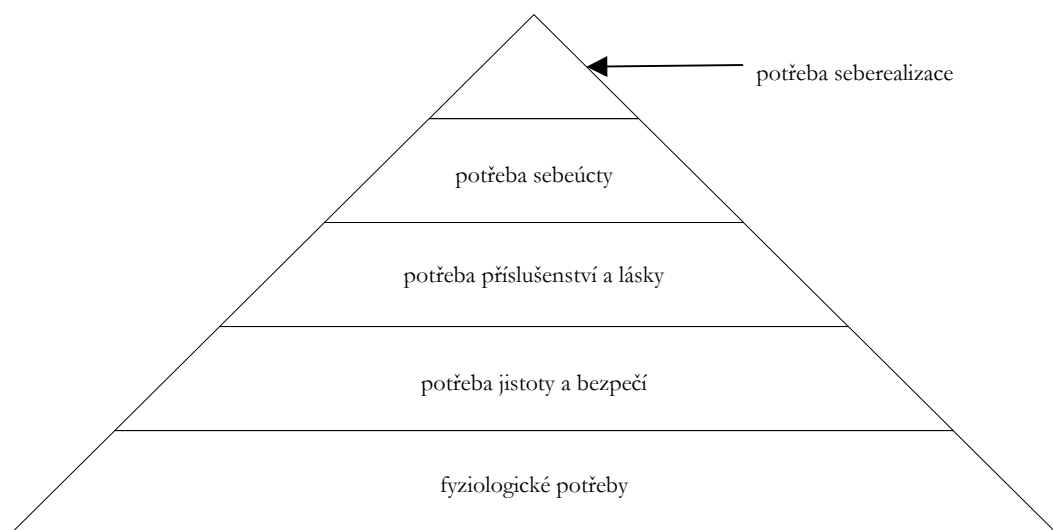 potřeba seberealizace
potřeba sebeúcty
potřeba příslušenství a lásky
potřeba jistoty a bezpečí
fyziologické potřeby